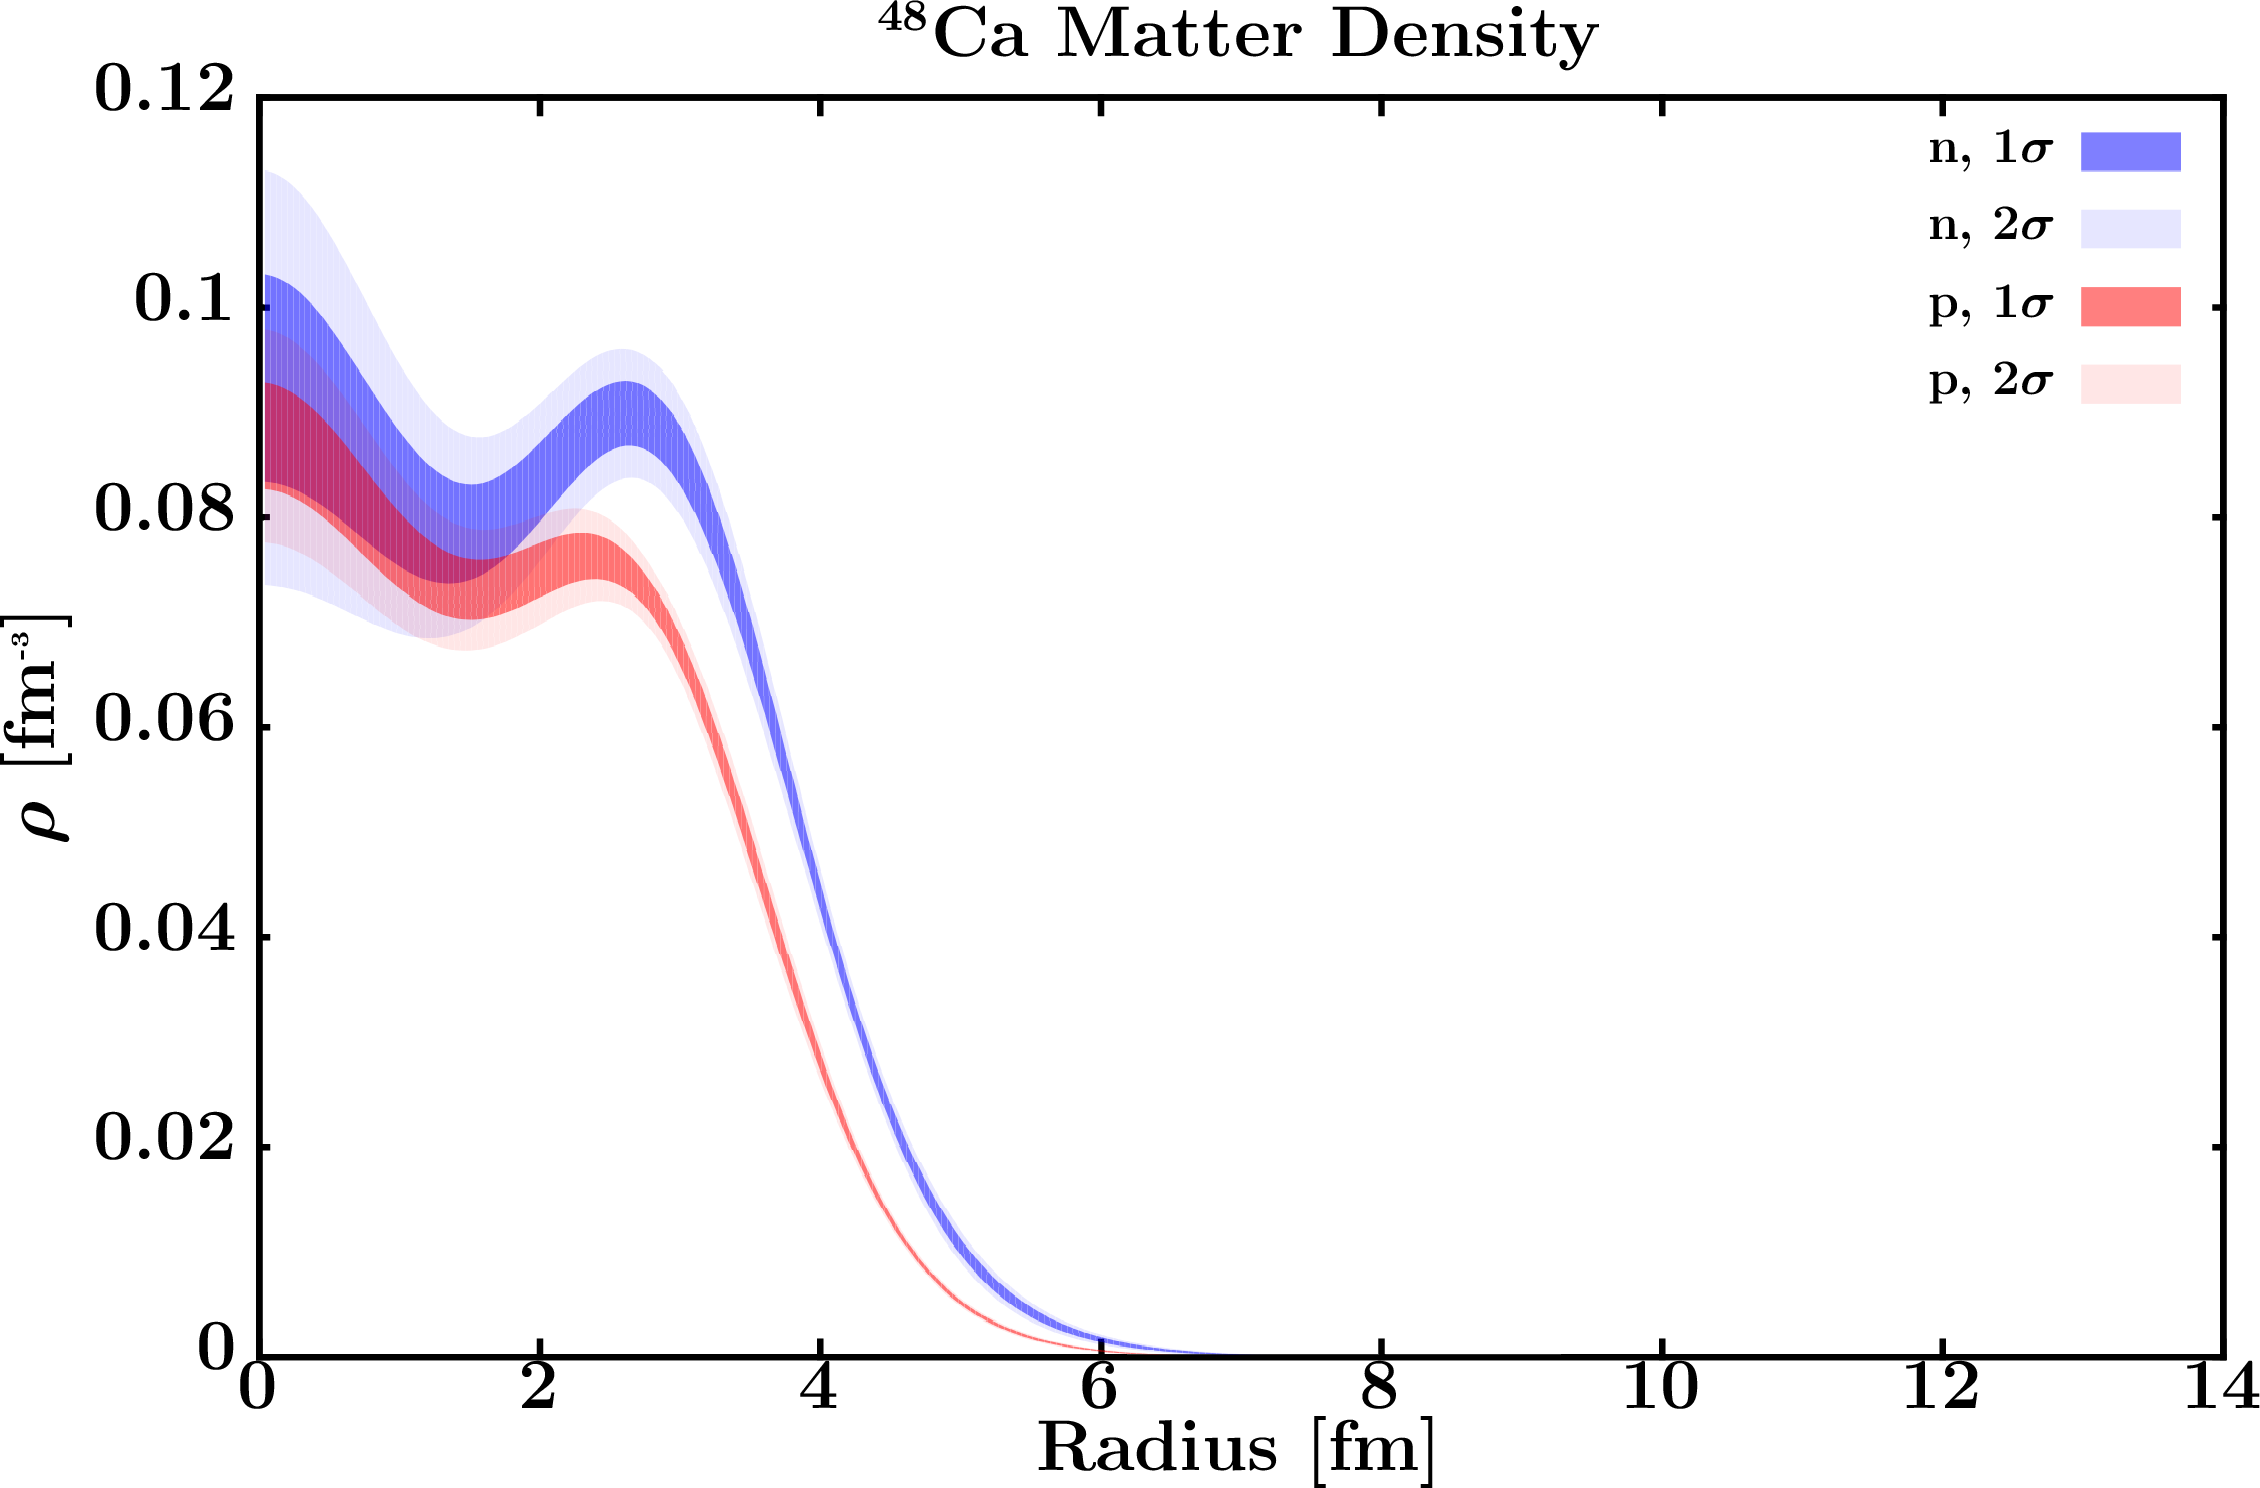 ⁴⁸Ca Matter Density
0.12
0.1
0.08
0.06
0.04
0.02
0
ρ [fm⁻³]
n, 1σ
n, 2σ
p, 1σ
p, 2σ
0 2 4 6 8 10 12 14
Radius [fm]